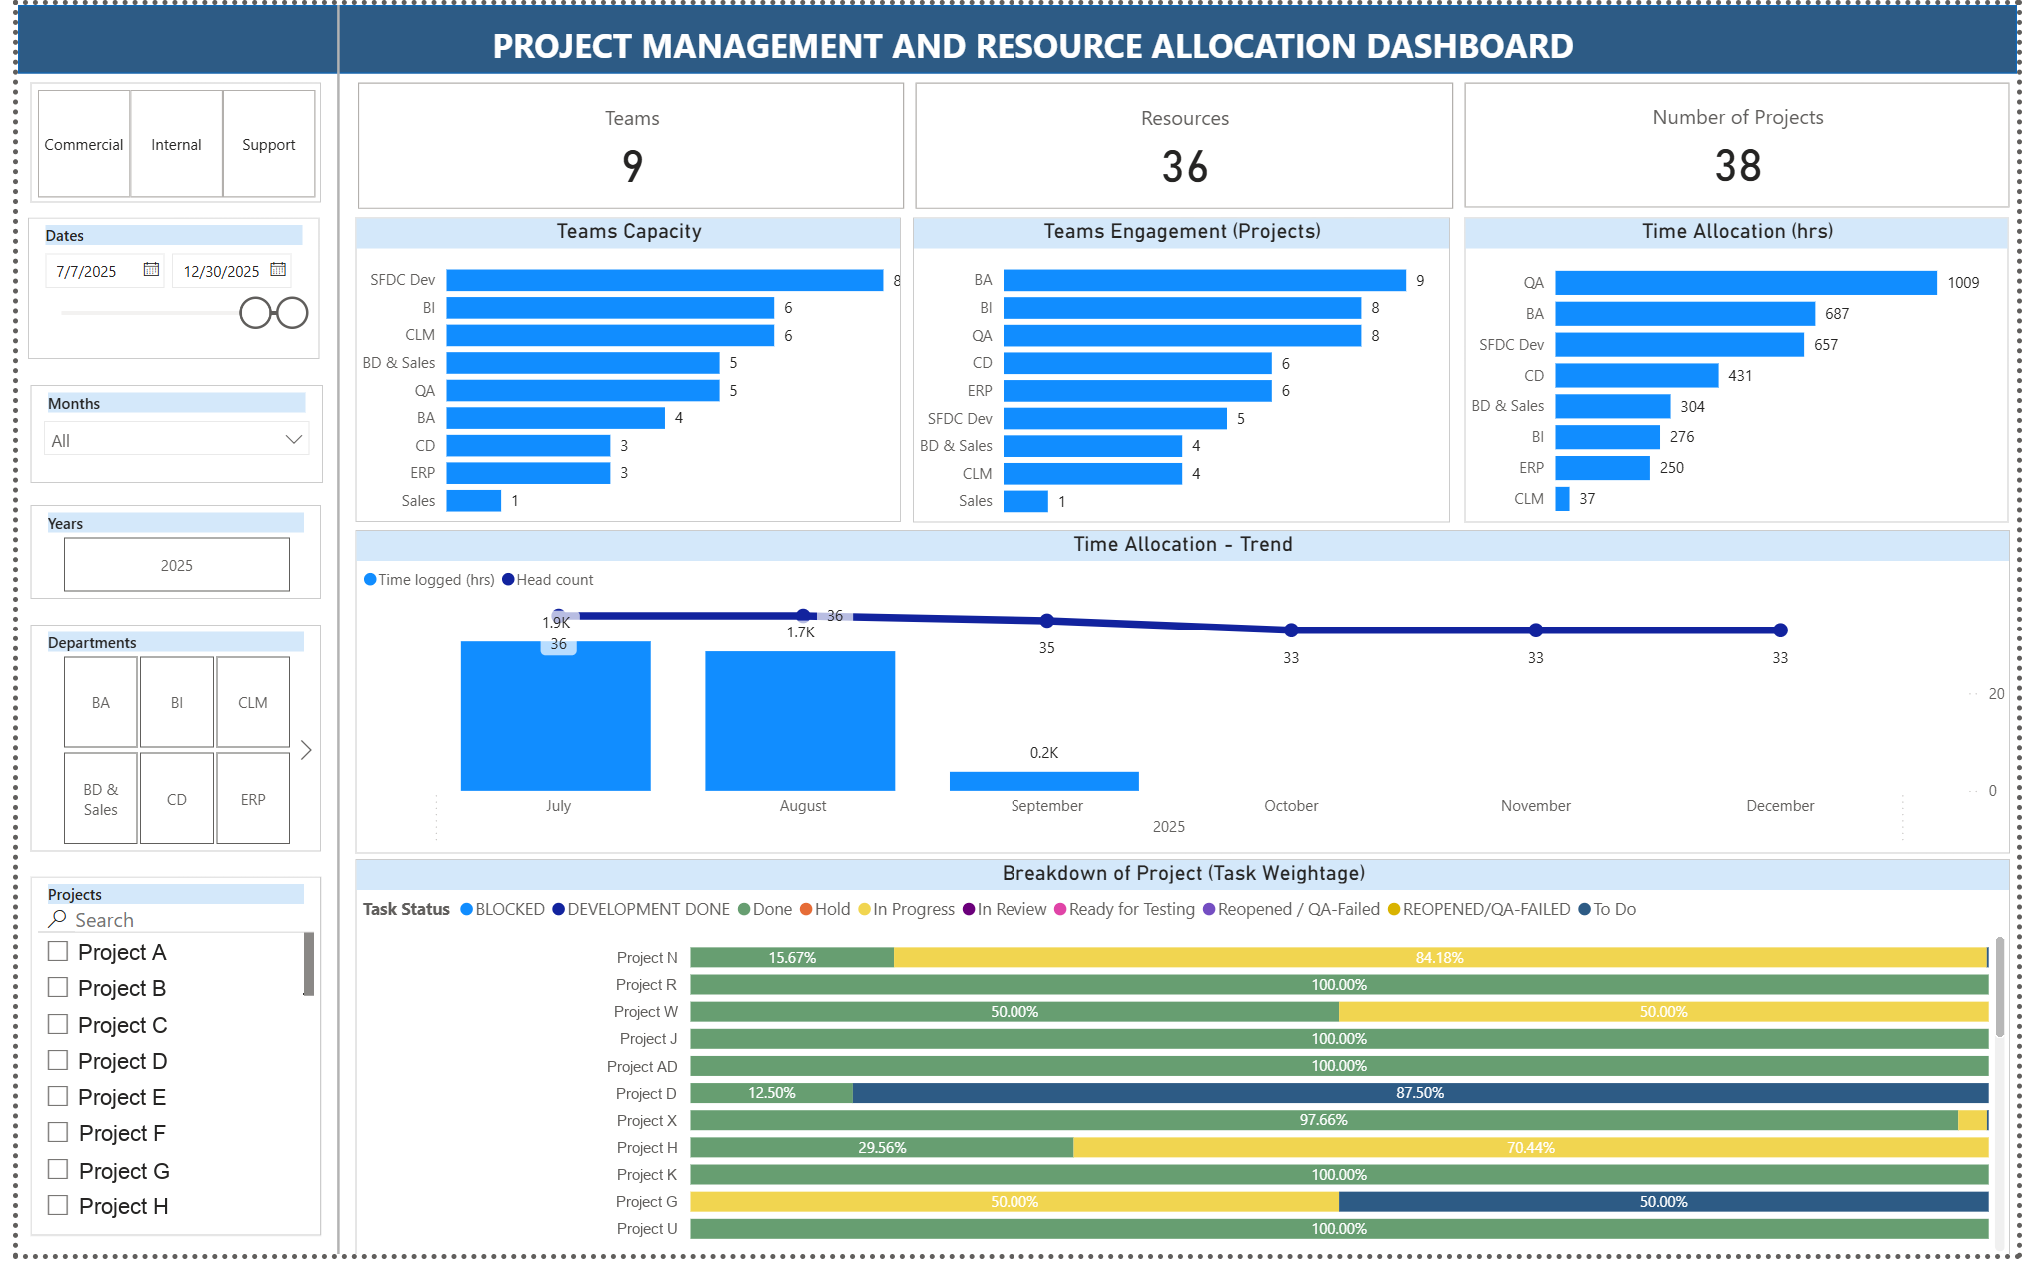 PROJECT MANAGEMENT AND RESOURCE ALLOCATION DASHBOARD
Commercial Internal Support
Dates
7/7/2025 12/30/2025
Months
All
Years
2025
Departments
BA BI CLM
BD & Sales CD ERP
Projects
Search
Project A
Project B
Project C
Project D
Project E
Project F
Project G
Project H
Teams
9
Resources
36
Number of Projects
38
Teams Capacity
SFDC Dev 8
BI 6
CLM 6
BD & Sales 5
QA 5
BA 4
CD 3
ERP 3
Sales 1
Teams Engagement (Projects)
BA 9
BI 8
QA 8
CD 6
ERP 6
SFDC Dev 5
BD & Sales 4
CLM 4
Sales 1
Time Allocation (hrs)
QA 1009
BA 687
SFDC Dev 657
CD 431
BD & Sales 304
BI 276
ERP 250
CLM 37
Time Allocation - Trend
Time logged (hrs) Head count
1.9K 36 1.7K 36 35 33 33 33
0.2K
20
0
July August September October November December
2025
Breakdown of Project (Task Weightage)
Task Status BLOCKED DEVELOPMENT DONE Done Hold In Progress In Review Ready for Testing Reopened / QA-Failed REOPENED/QA-FAILED To Do
Project N 15.67% 84.18%
Project R 100.00%
Project W 50.00% 50.00%
Project J 100.00%
Project AD 100.00%
Project D 12.50% 87.50%
Project X 97.66%
Project H 29.56% 70.44%
Project K 100.00%
Project G 50.00% 50.00%
Project U 100.00%